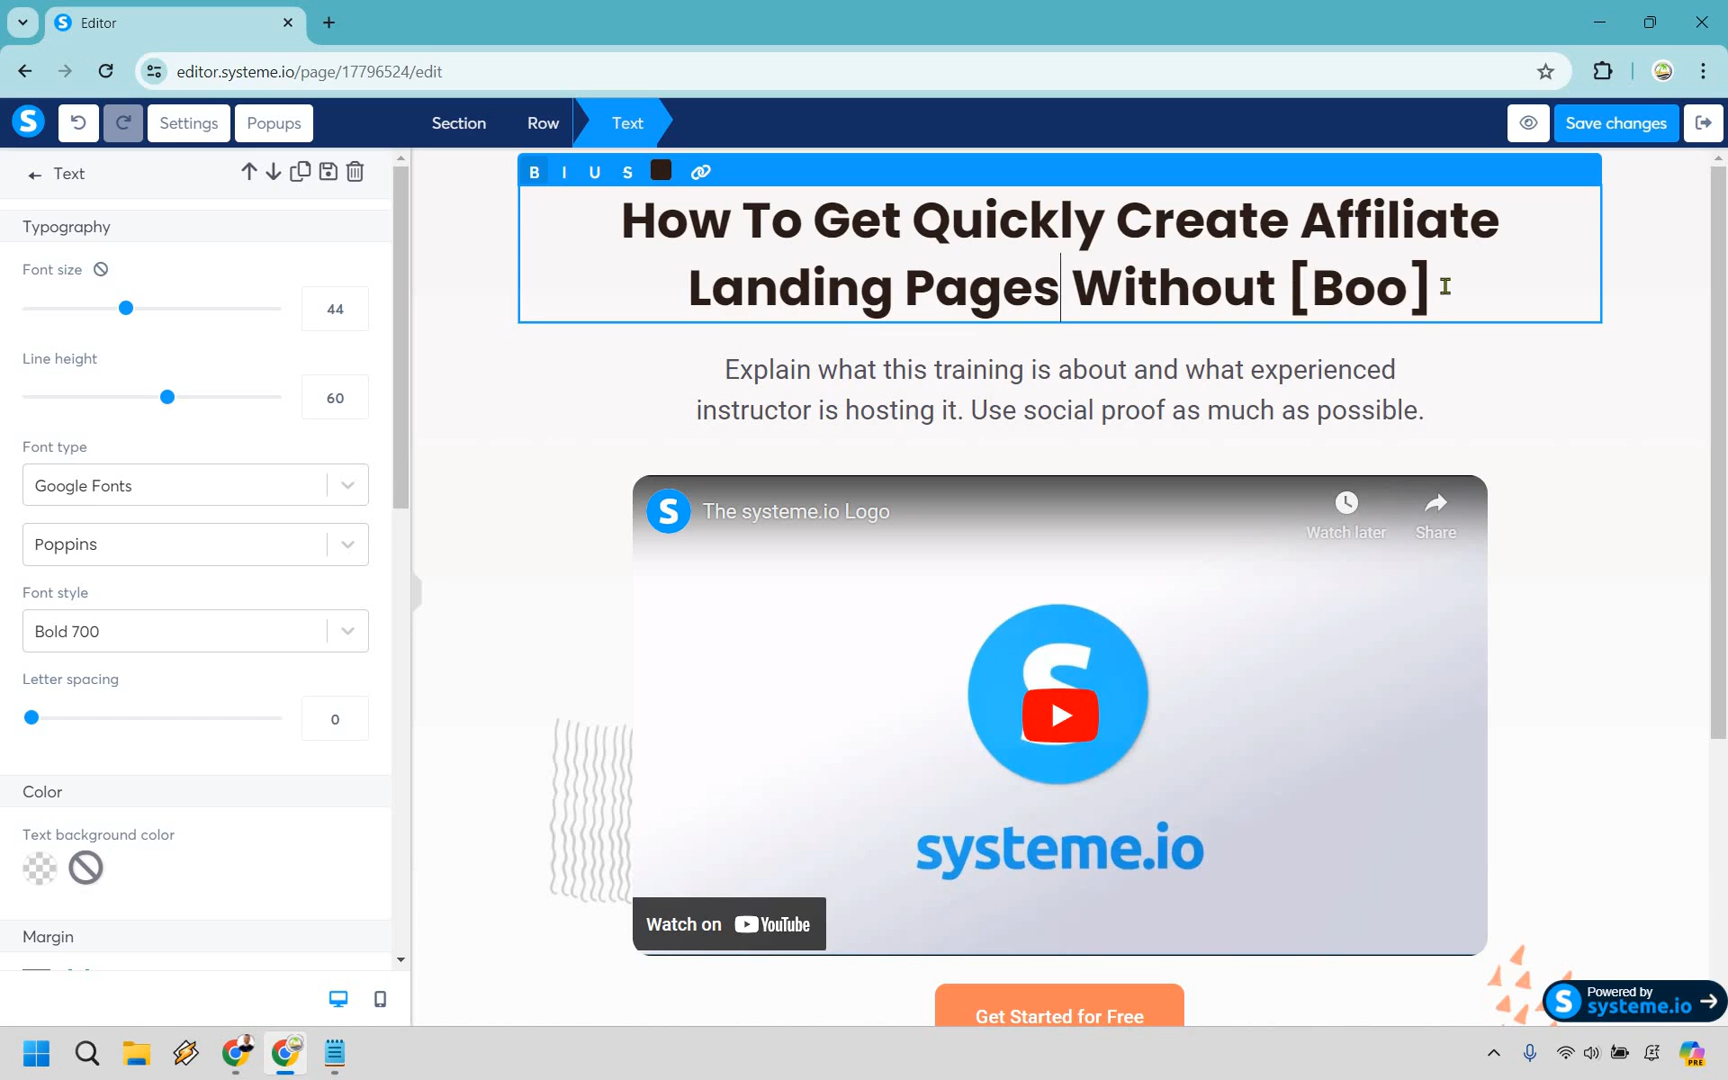 Editor
editor.systeme.io/page/17796524/edit
Settings
Popups
Section
Row
Text
Save changes
Text
B I U S
Typography
Font size
44
Line height
60
Font type
Google Fonts
Poppins
Font style
Bold 700
Letter spacing
0
Color
Text background color
Margin
How To Get Quickly Create Affiliate
Landing Pages Without [Boo]
Explain what this training is about and what experienced
instructor is hosting it. Use social proof as much as possible.
The systeme.io Logo
Watch later
Share
systeme.io
Watch on YouTube
Get Started for Free
Powered by
systeme.io
PRE